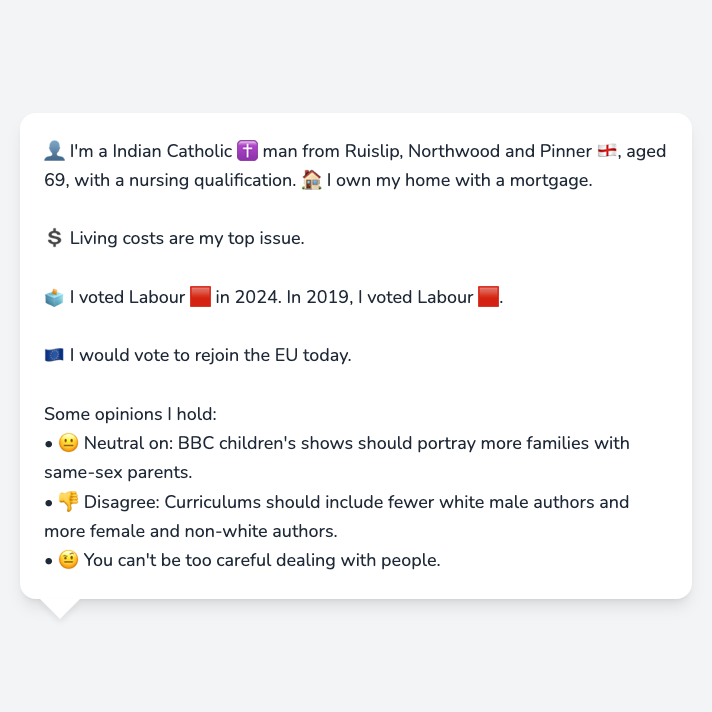 👤 I'm a Indian Catholic ✝️ man from Ruislip, Northwood and Pinner 🏴󠁧󠁢󠁥󠁮󠁧󠁿, aged
69, with a nursing qualification. 🏠 I own my home with a mortgage.
💲 Living costs are my top issue.
🗳️ I voted Labour 🟥 in 2024. In 2019, I voted Labour 🟥.
🇪🇺 I would vote to rejoin the EU today.
Some opinions I hold:
• 😐 Neutral on: BBC children's shows should portray more families with
same-sex parents.
• 👎 Disagree: Curriculums should include fewer white male authors and
more female and non-white authors.
• 🤨 You can't be too careful dealing with people.